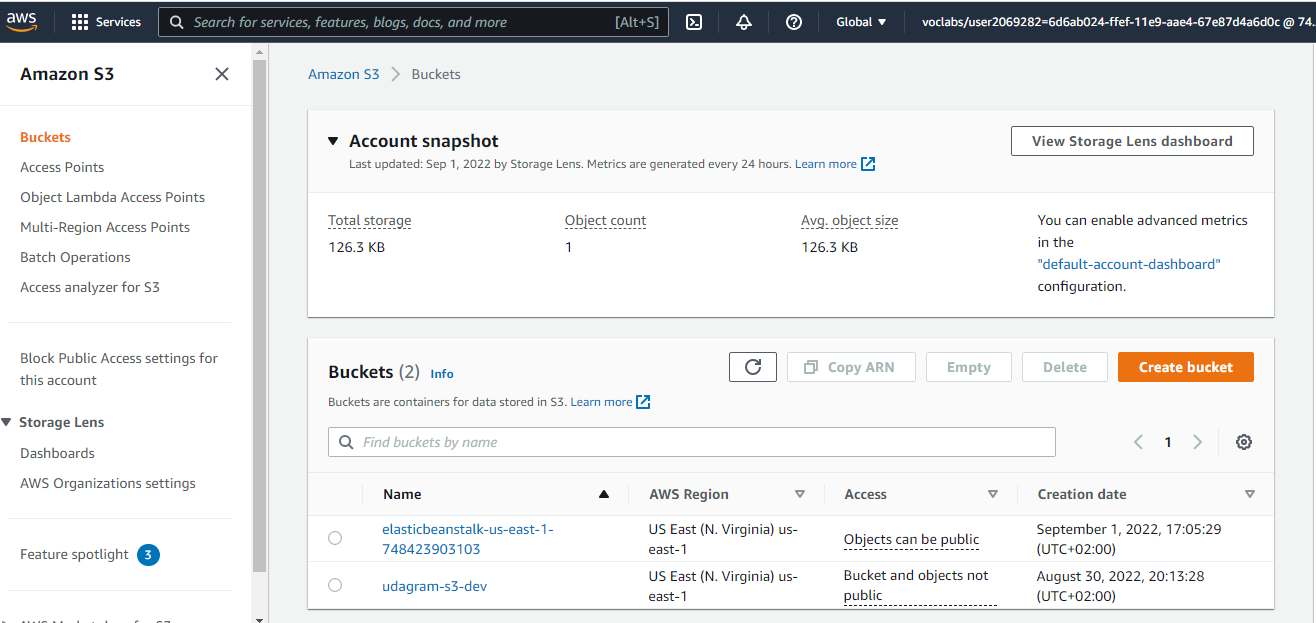 aws
Services
Search for services, features, blogs, docs, and more
[Alt+S]
Global
voclabs/user2069282=6d6ab024-ffef-11e9-aae4-67e87d4a6d0c @ 74.
Amazon S3
Buckets
Access Points
Object Lambda Access Points
Multi-Region Access Points
Batch Operations
Access analyzer for S3
Block Public Access settings for
this account
Storage Lens
Dashboards
AWS Organizations settings
Feature spotlight 3
Amazon S3 > Buckets
Account snapshot
View Storage Lens dashboard
Last updated: Sep 1, 2022 by Storage Lens. Metrics are generated every 24 hours. Learn more
Total storage
126.3 KB
Object count
1
Avg. object size
126.3 KB
You can enable advanced metrics
in the
"default-account-dashboard"
configuration.
Buckets (2) Info
Copy ARN
Empty
Delete
Create bucket
Buckets are containers for data stored in S3. Learn more
Find buckets by name
1
Name
AWS Region
Access
Creation date
elasticbeanstalk-us-east-1-
748423903103
US East (N. Virginia) us-
east-1
Objects can be public
September 1, 2022, 17:05:29
(UTC+02:00)
udagram-s3-dev
US East (N. Virginia) us-
east-1
Bucket and objects not
public
August 30, 2022, 20:13:28
(UTC+02:00)